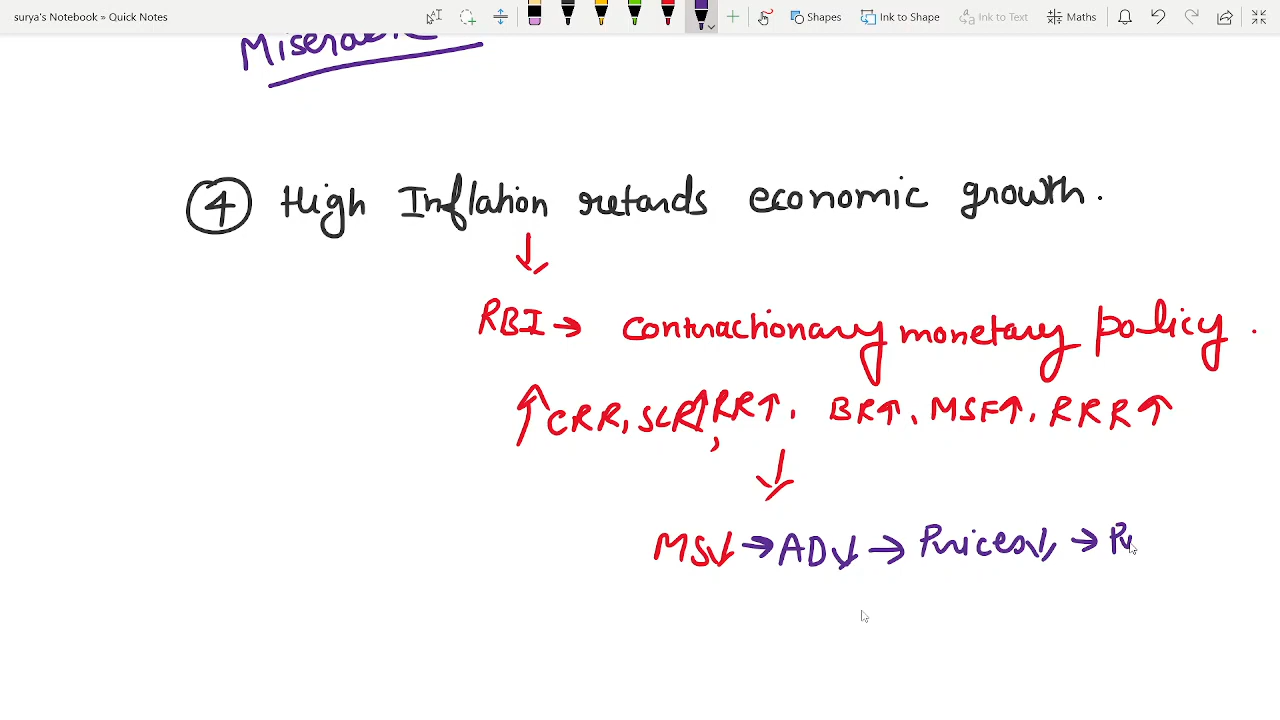 surya's Notebook » Quick Notes
Shapes Ink to Shape Ink to Text Maths
④ High Inflation retards economic growth.
↓
RBI → contractionary monetary policy.
↑ CRR, SLR↑, RR↑, BR↑, MSF↑, RRR↑
↓
MS↓ → AD↓ → Prices↓ →